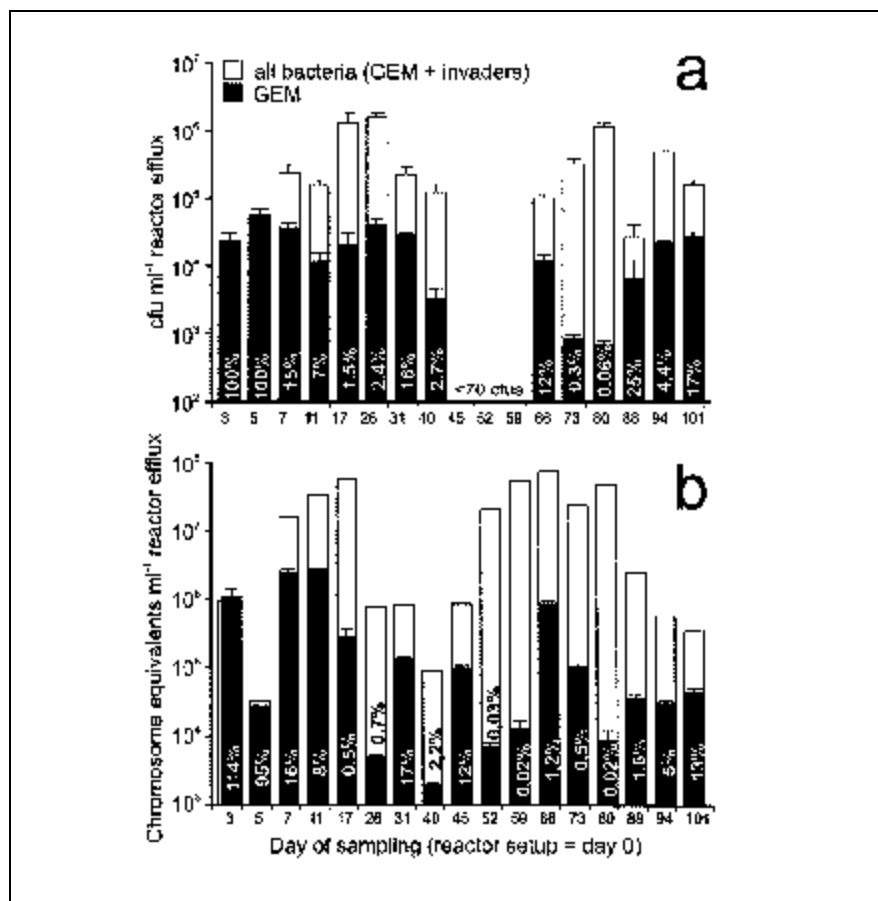 all bacteria (GEM + invaders)
GEM
a
cfu ml⁻¹ reactor efflux
10⁷
10⁶
10⁵
10⁴
10³
10²
100% 100% 15% 7% 1.5% 2.4% 16% 2.7% <70 cfus 12% 0.3% 0.06% 25% 4.4% 17%
3 5 7 11 17 26 31 40 45 52 59 66 73 80 88 94 101
b
Chromosome equivalents ml⁻¹ reactor efflux
10⁸
10⁷
10⁶
10⁵
10⁴
10³
114% 95% 16% 8% 0.5% 0.7% 17% 2.2% 12% 0.03% 0.02% 1.2% 0.5% 0.02% 1.6% 5% 13%
3 5 7 11 17 26 31 40 45 52 59 66 73 80 88 94 101
Day of sampling (reactor setup = day 0)